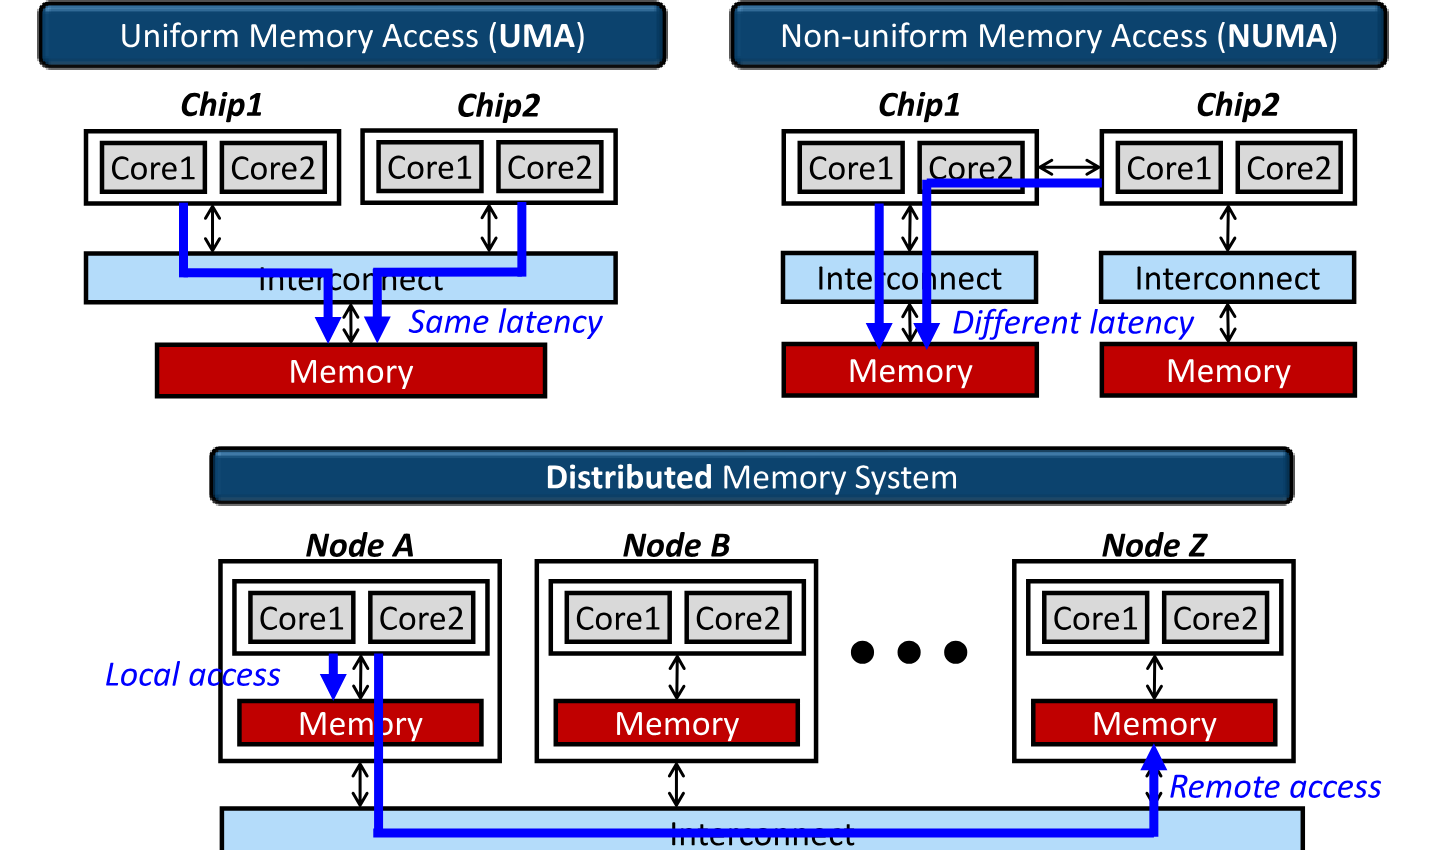 Uniform Memory Access (UMA)
Chip1 Chip2
Core1 Core2 Core1 Core2
Interconnect
Same latency
Memory
Non-uniform Memory Access (NUMA)
Chip1 Chip2
Core1 Core2 Core1 Core2
Interconnect Interconnect
Different latency
Memory Memory
Distributed Memory System
Node A Node B Node Z
Core1 Core2 Core1 Core2 Core1 Core2
Local access
Memory Memory Memory
Remote access
Interconnect